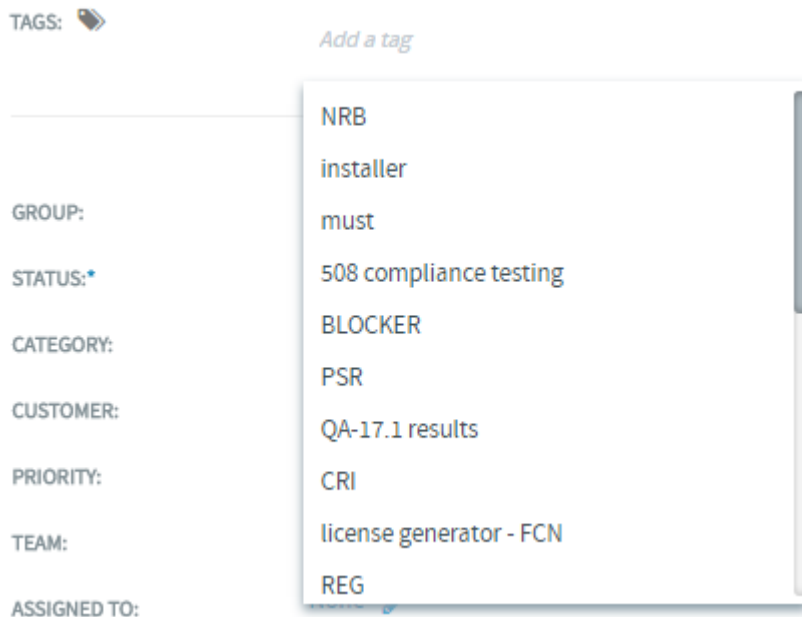 TAGS:
Add a tag
NRB
installer
GROUP:
must
STATUS:*
508 compliance testing
CATEGORY:
BLOCKER
PSR
CUSTOMER:
QA-17.1 results
PRIORITY:
CRI
TEAM:
license generator - FCN
REG
ASSIGNED TO:
None